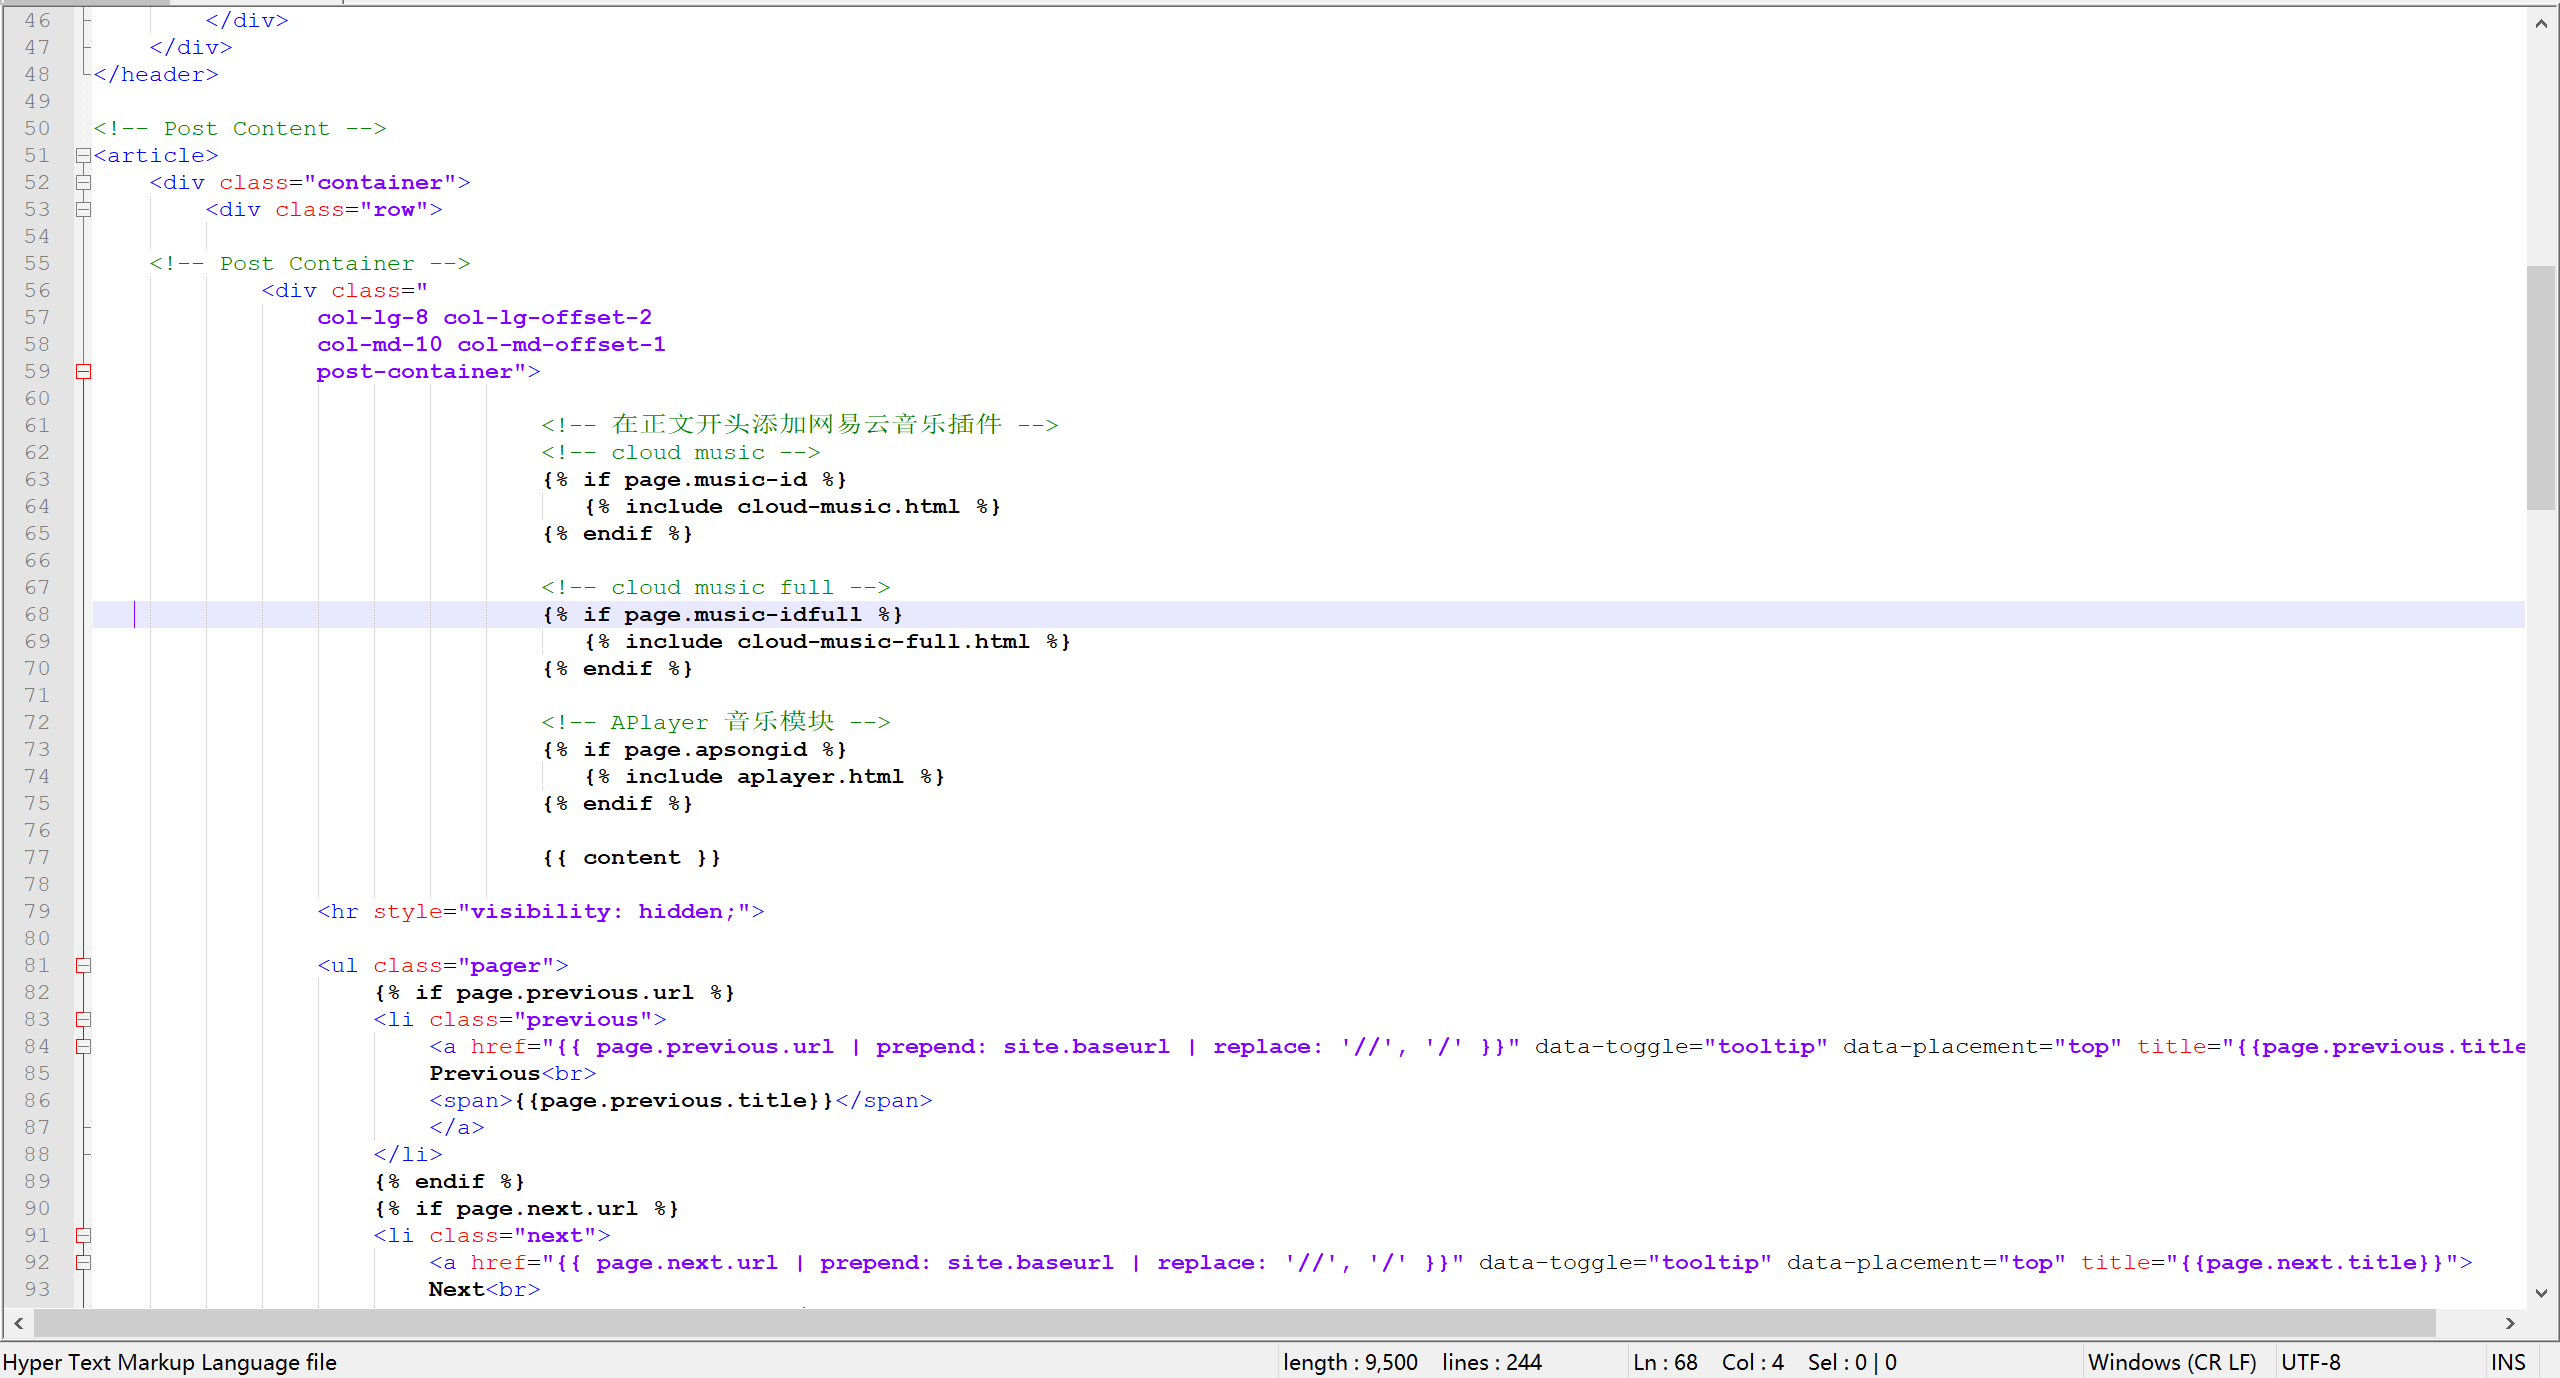 46 </div>
47 </div>
48 </header>
49
50 <!-- Post Content -->
51 <article>
52 <div class="container">
53 <div class="row">
54
55 <!-- Post Container -->
56 <div class="
57 col-lg-8 col-lg-offset-2
58 col-md-10 col-md-offset-1
59 post-container">
60
61 <!-- 在正文开头添加网易云音乐插件 -->
62 <!-- cloud music -->
63 {% if page.music-id %}
64 {% include cloud-music.html %}
65 {% endif %}
66
67 <!-- cloud music full -->
68 {% if page.music-idfull %}
69 {% include cloud-music-full.html %}
70 {% endif %}
71
72 <!-- APlayer 音乐模块 -->
73 {% if page.apsongid %}
74 {% include aplayer.html %}
75 {% endif %}
76
77 {{ content }}
78
79 <hr style="visibility: hidden;">
80
81 <ul class="pager">
82 {% if page.previous.url %}
83 <li class="previous">
84 <a href="{{ page.previous.url | prepend: site.baseurl | replace: '//', '/' }}" data-toggle="tooltip" data-placement="top" title="{{page.previous.title
85 Previous<br>
86 <span>{{page.previous.title}}</span>
87 </a>
88 </li>
89 {% endif %}
90 {% if page.next.url %}
91 <li class="next">
92 <a href="{{ page.next.url | prepend: site.baseurl | replace: '//', '/' }}" data-toggle="tooltip" data-placement="top" title="{{page.next.title}}">
93 Next<br>
Hyper Text Markup Language file length : 9,500 lines : 244 Ln : 68 Col : 4 Sel : 0 | 0 Windows (CR LF) UTF-8 INS